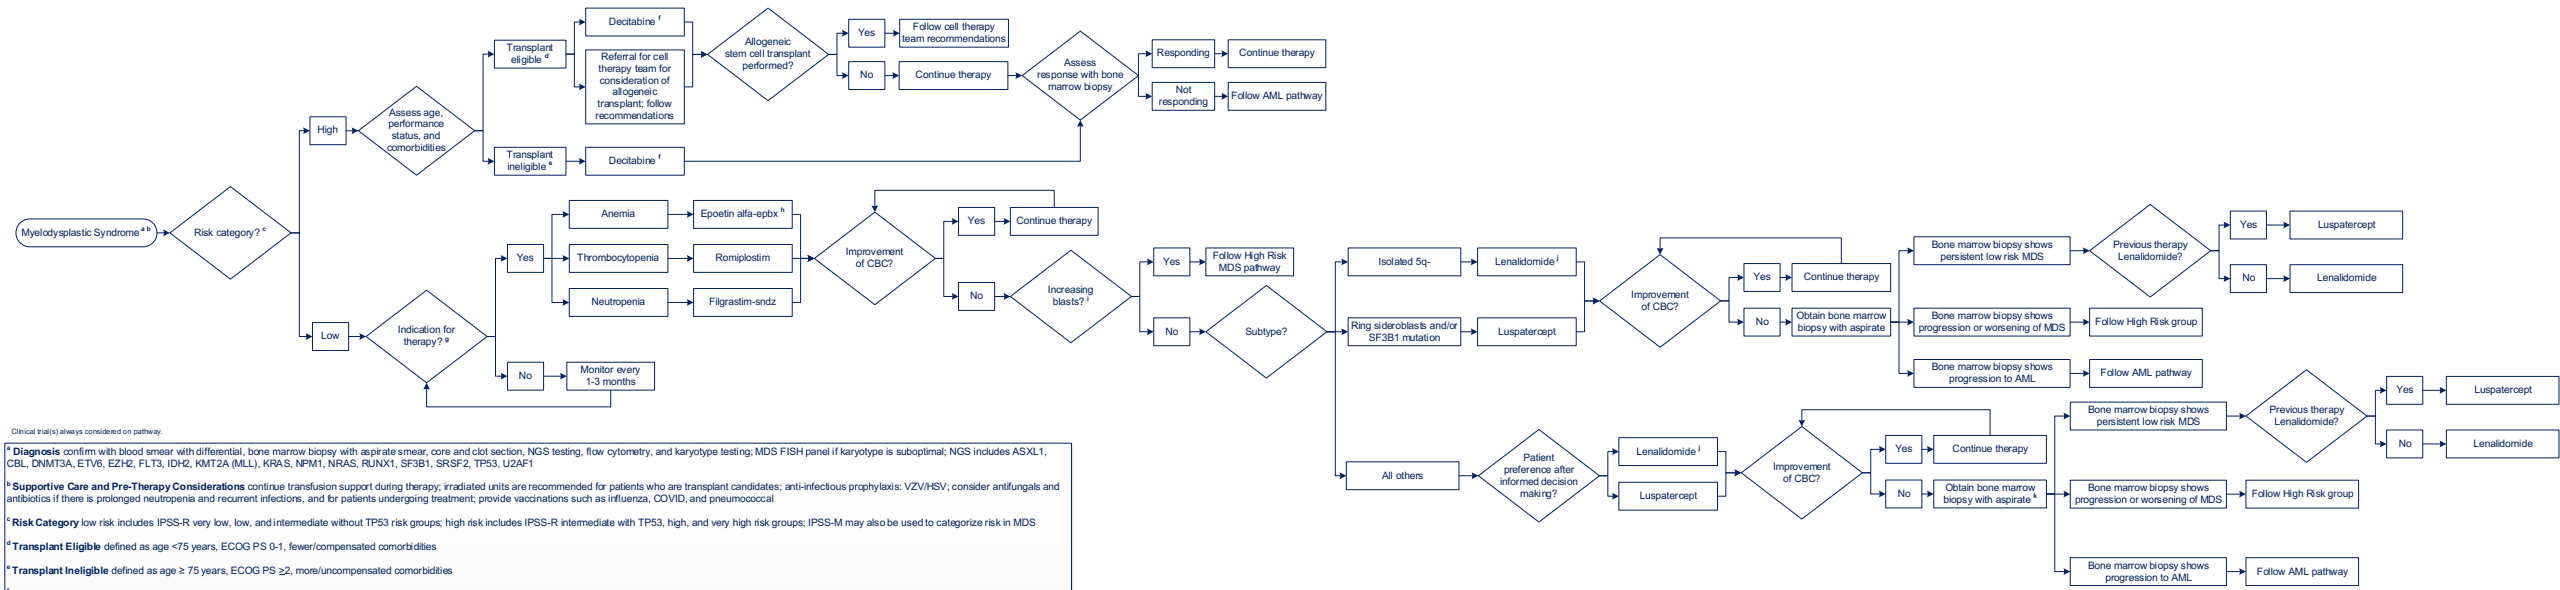 Myelodysplastic Syndrome a b
Risk category? c
High
Assess age,
performance
status, and
comorbidities
Transplant
eligible d
Decitabine f
Referral for cell
therapy team for
consideration of
allogeneic
transplant; follow
recommendations
Allogeneic
stem cell transplant
performed?
Yes
Follow cell therapy
team recommendations
No
Continue therapy
Assess
response with bone
marrow biopsy
Responding
Continue therapy
Not
responding
Follow AML pathway
Transplant
ineligible e
Decitabine f
Low
Indication for
therapy? g
Yes
Anemia
Epoetin alfa-epbx h
Thrombocytopenia
Romiplostim
Neutropenia
Filgrastim-sndz
No
Monitor every
1-3 months
Improvement
of CBC?
Yes
Continue therapy
No
Increasing
blasts? i
Yes
Follow High Risk
MDS pathway
No
Subtype?
Isolated 5q-
Lenalidomide j
Ring sideroblasts and/or
SF3B1 mutation
Luspatercept
Improvement
of CBC?
Yes
Continue therapy
No
Obtain bone marrow
biopsy with aspirate
Bone marrow biopsy shows
persistent low risk MDS
Previous therapy
Lenalidomide?
Yes
Luspatercept
No
Lenalidomide
Bone marrow biopsy shows
progression or worsening of MDS
Follow High Risk group
Bone marrow biopsy shows
progression to AML
Follow AML pathway
All others
Patient
preference after
informed decision
making?
Lenalidomide j
Luspatercept
Improvement
of CBC?
Yes
Continue therapy
No
Obtain bone marrow
biopsy with aspirate k
Bone marrow biopsy shows
persistent low risk MDS
Previous therapy
Lenalidomide?
Yes
Luspatercept
No
Lenalidomide
Bone marrow biopsy shows
progression or worsening of MDS
Follow High Risk group
Bone marrow biopsy shows
progression to AML
Follow AML pathway
Clinical trial(s) always considered on pathway.
a Diagnosis confirm with blood smear with differential, bone marrow biopsy with aspirate smear, core and clot section, NGS testing, flow cytometry, and karyotype testing; MDS FISH panel if karyotype is suboptimal; NGS includes ASXL1,
CBL, DNMT3A, ETV6, EZH2, FLT3, IDH2, KMT2A (MLL), KRAS, NPM1, NRAS, RUNX1, SF3B1, SRSF2, TP53, U2AF1
b Supportive Care and Pre-Therapy Considerations continue transfusion support during therapy; irradiated units are recommended for patients who are transplant candidates; anti-infectious prophylaxis: VZV/HSV; consider antifungals and
antibiotics if there is prolonged neutropenia and recurrent infections, and for patients undergoing treatment; provide vaccinations such as influenza, COVID, and pneumococcal
c Risk Category low risk includes IPSS-R very low, low, and intermediate without TP53 risk groups; high risk includes IPSS-R intermediate with TP53, high, and very high risk groups; IPSS-M may also be used to categorize risk in MDS
d Transplant Eligible defined as age <75 years, ECOG PS 0-1, fewer/compensated comorbidities
e Transplant Ineligible defined as age ≥ 75 years, ECOG PS ≥2, more/uncompensated comorbidities